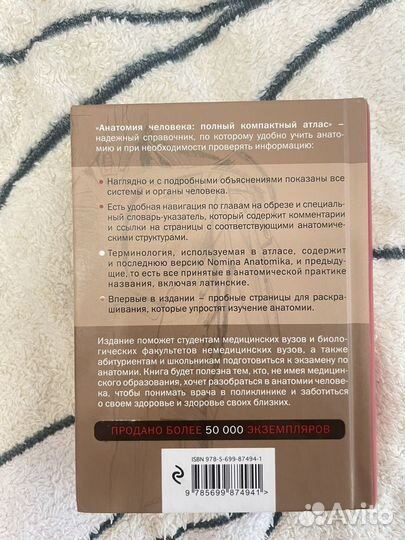 «Анатомия человека: полный компактный атлас» –
надежный справочник, по которому удобно учить анато-
мию и при необходимости проверять информацию:
• Наглядно и с подробными объяснениями показаны все
системы и органы человека.
• Есть удобная навигация по главам на обрезе и специаль-
ный словарь-указатель, который содержит комментарии
и ссылки на страницы с соответствующими анатомиче-
скими структурами.
• Терминология, используемая в атласе, содержит
и последнюю версию Nomina Anatomika, и предыду-
щие, то есть все принятые в анатомической практике
названия, включая латинские.
• Впервые в издании – пробные страницы для раскра-
шивания, которые упростят изучение анатомии.
Издание поможет студентам медицинских вузов и био-
логических факультетов немедицинских вузов, а также
абитуриентам и школьникам подготовиться к экзамену по
анатомии. Книга будет полезна тем, кто, не имея медицин-
ского образования, хочет разобраться в анатомии челове-
ка, чтобы понимать врача в поликлинике и заботиться
о своем здоровье и здоровье своих близких.
ПРОДАНО БОЛЕЕ 50 000 ЭКЗЕМПЛЯРОВ
ISBN 978-5-699-87494-1
9 785699 874941 >
Avito